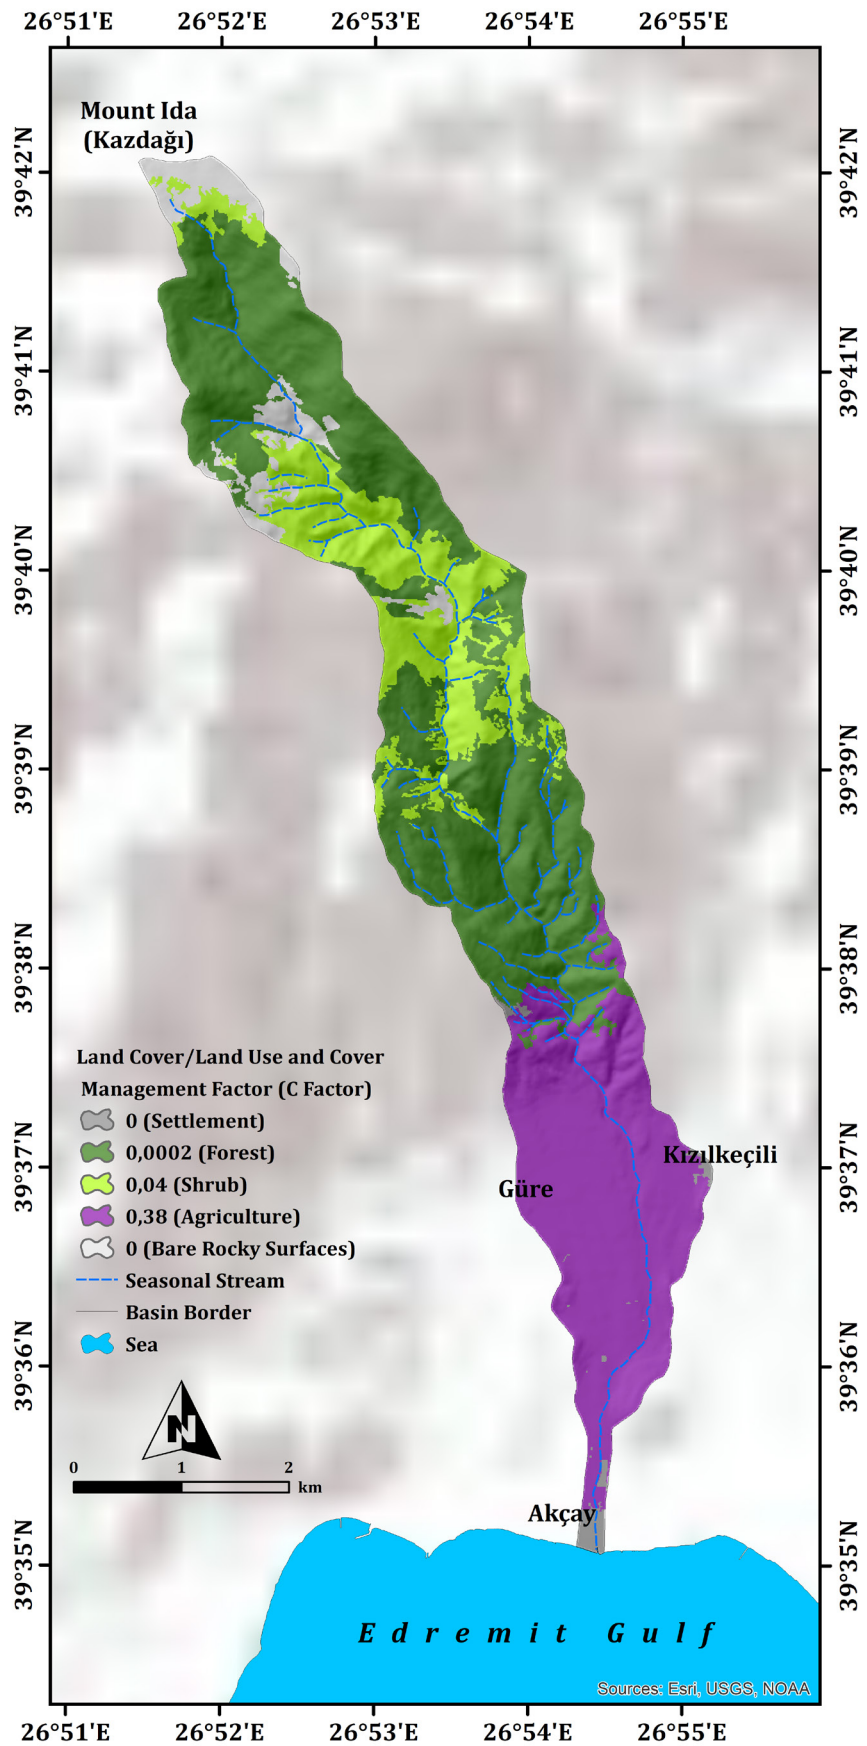 26°51'E 26°52'E 26°53'E 26°54'E 26°55'E
Mount Ida
(Kazdağı)
39°42'N 39°42'N
39°41'N 39°41'N
39°40'N 39°40'N
39°39'N 39°39'N
39°38'N 39°38'N
Land Cover/Land Use and Cover
Management Factor (C Factor)
0 (Settlement)
0,0002 (Forest)
0,04 (Shrub)
0,38 (Agriculture)
0 (Bare Rocky Surfaces)
Seasonal Stream
Basin Border
Sea
39°37'N 39°37'N
Kızılkeçili
Güre
39°36'N 39°36'N
N
0 1 2
km
Akçay
39°35'N 39°35'N
Edremit Gulf
Sources: Esri, USGS, NOAA
26°51'E 26°52'E 26°53'E 26°54'E 26°55'E